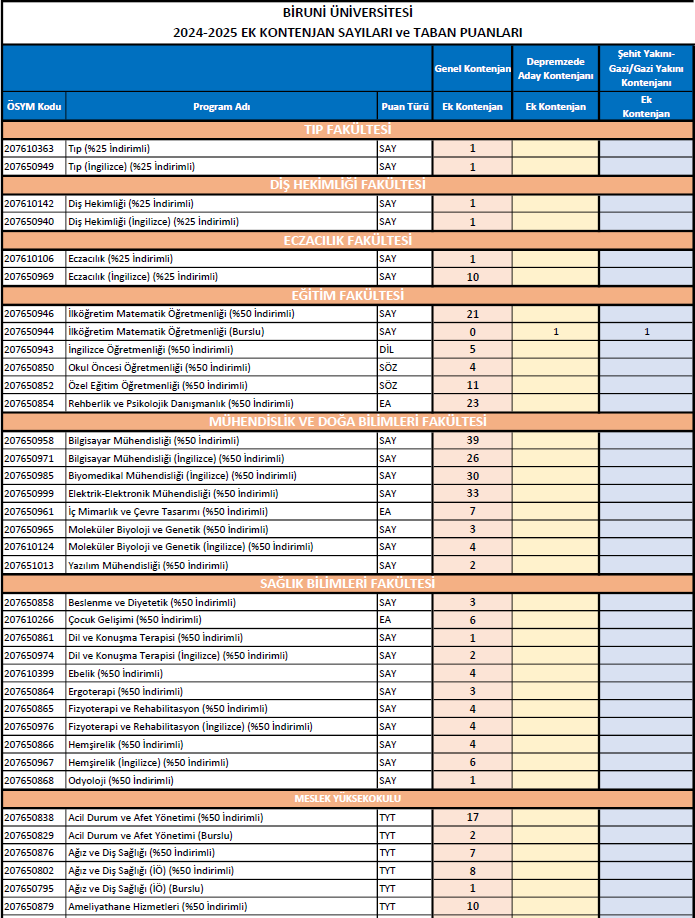 BİRUNİ ÜNİVERSİTESİ
2024-2025 EK KONTENJAN SAYILARI ve TABAN PUANLARI
Genel Kontenjan Depremzede Aday Kontenjanı Şehit Yakını-Gazi/Gazi Yakını Kontenjanı
ÖSYM Kodu Program Adı Puan Türü Ek Kontenjan Ek Kontenjan Ek Kontenjan
TIP FAKÜLTESİ
207610363 Tıp (%25 İndirimli) SAY 1
207650949 Tıp (İngilizce) (%25 İndirimli) SAY 1
DİŞ HEKİMLİĞİ FAKÜLTESİ
207610142 Diş Hekimliği (%25 İndirimli) SAY 1
207650940 Diş Hekimliği (İngilizce) (%25 İndirimli) SAY 1
ECZACILIK FAKÜLTESİ
207610106 Eczacılık (%25 İndirimli) SAY 1
207650969 Eczacılık (İngilizce) (%25 İndirimli) SAY 10
EĞİTİM FAKÜLTESİ
207650946 İlköğretim Matematik Öğretmenliği (%50 İndirimli) SAY 21
207650944 İlköğretim Matematik Öğretmenliği (Burslu) SAY 0 1 1
207650943 İngilizce Öğretmenliği (%50 İndirimli) DİL 5
207650850 Okul Öncesi Öğretmenliği (%50 İndirimli) SÖZ 4
207650852 Özel Eğitim Öğretmenliği (%50 İndirimli) SÖZ 11
207650854 Rehberlik ve Psikolojik Danışmanlık (%50 İndirimli) EA 23
MÜHENDİSLİK VE DOĞA BİLİMLERİ FAKÜLTESİ
207650958 Bilgisayar Mühendisliği (%50 İndirimli) SAY 39
207650971 Bilgisayar Mühendisliği (İngilizce) (%50 İndirimli) SAY 26
207650985 Biyomedikal Mühendisliği (İngilizce) (%50 İndirimli) SAY 30
207650999 Elektrik-Elektronik Mühendisliği (%50 İndirimli) SAY 33
207650961 İç Mimarlık ve Çevre Tasarımı (%50 İndirimli) EA 7
207650965 Moleküler Biyoloji ve Genetik (%50 İndirimli) SAY 3
207610124 Moleküler Biyoloji ve Genetik (İngilizce) (%50 İndirimli) SAY 4
207651013 Yazılım Mühendisliği (%50 İndirimli) SAY 2
SAĞLIK BİLİMLERİ FAKÜLTESİ
207650858 Beslenme ve Diyetetik (%50 İndirimli) SAY 3
207610266 Çocuk Gelişimi (%50 İndirimli) EA 6
207650861 Dil ve Konuşma Terapisi (%50 İndirimli) SAY 1
207650974 Dil ve Konuşma Terapisi (İngilizce) (%50 İndirimli) SAY 2
207610399 Ebelik (%50 İndirimli) SAY 4
207650864 Ergoterapi (%50 İndirimli) SAY 3
207650865 Fizyoterapi ve Rehabilitasyon (%50 İndirimli) SAY 4
207650976 Fizyoterapi ve Rehabilitasyon (İngilizce) (%50 İndirimli) SAY 4
207650866 Hemşirelik (%50 İndirimli) SAY 4
207650967 Hemşirelik (İngilizce) (%50 İndirimli) SAY 6
207650868 Odyoloji (%50 İndirimli) SAY 1
MESLEK YÜKSEKOKULU
207650838 Acil Durum ve Afet Yönetimi (%50 İndirimli) TYT 17
207650829 Acil Durum ve Afet Yönetimi (Burslu) TYT 2
207650876 Ağız ve Diş Sağlığı (%50 İndirimli) TYT 7
207650802 Ağız ve Diş Sağlığı (İÖ) (%50 İndirimli) TYT 8
207650795 Ağız ve Diş Sağlığı (İÖ) (Burslu) TYT 1
207650879 Ameliyathane Hizmetleri (%50 İndirimli) TYT 10